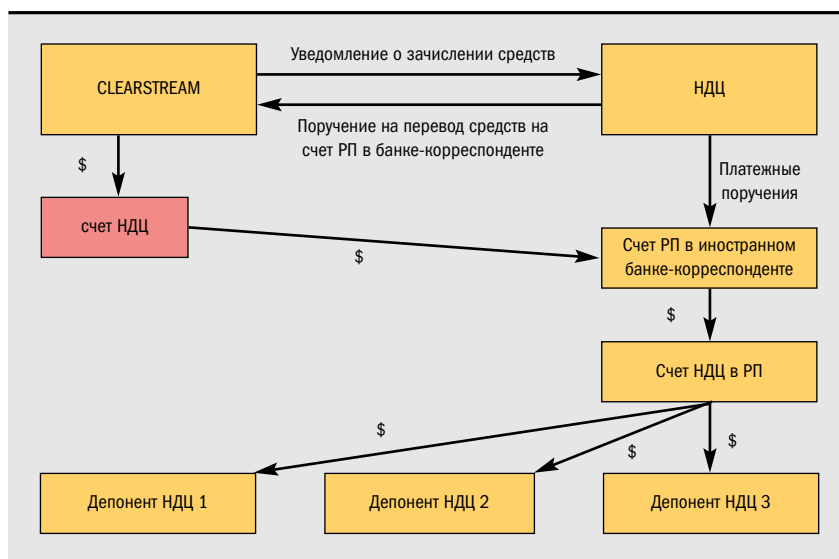 Уведомление о зачислении средств
CLEARSTREAM
НДЦ
Поручение на перевод средств на
счет РП в банке-корреспонденте
$
Платежные
поручения
счет НДЦ
Счет РП в иностранном
банке-корреспонденте
$
$
Счет НДЦ в РП
$
$
$
Депонент НДЦ 1
Депонент НДЦ 2
Депонент НДЦ 3